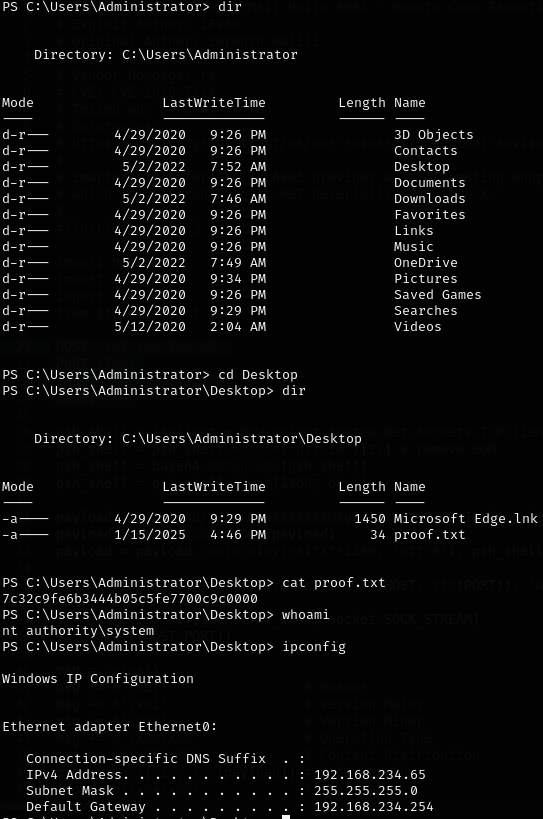 PS C:\Users\Administrator> dir
Directory: C:\Users\Administrator
Mode LastWriteTime Length Name
---- ------------- ------ ----
d-r--- 4/29/2020 9:26 PM 3D Objects
d-r--- 4/29/2020 9:26 PM Contacts
d-r--- 5/2/2022 7:52 AM Desktop
d-r--- 4/29/2020 9:26 PM Documents
d-r--- 5/2/2022 7:46 AM Downloads
d-r--- 4/29/2020 9:26 PM Favorites
d-r--- 4/29/2020 9:26 PM Links
d-r--- 4/29/2020 9:26 PM Music
d-r--- 5/2/2022 7:49 AM OneDrive
d-r--- 4/29/2020 9:34 PM Pictures
d-r--- 4/29/2020 9:26 PM Saved Games
d-r--- 4/29/2020 9:29 PM Searches
d-r--- 5/12/2020 2:04 AM Videos
PS C:\Users\Administrator> cd Desktop
PS C:\Users\Administrator\Desktop> dir
Directory: C:\Users\Administrator\Desktop
Mode LastWriteTime Length Name
---- ------------- ------ ----
-a---- 4/29/2020 9:29 PM 1450 Microsoft Edge.lnk
-a---- 1/15/2025 4:46 PM 34 proof.txt
PS C:\Users\Administrator\Desktop> cat proof.txt
7c32c9fe6b3444b05c5fe7700c9c0000
PS C:\Users\Administrator\Desktop> whoami
nt authority\system
PS C:\Users\Administrator\Desktop> ipconfig
Windows IP Configuration
Ethernet adapter Ethernet0:
Connection-specific DNS Suffix . :
IPv4 Address. . . . . . . . . . . : 192.168.234.65
Subnet Mask . . . . . . . . . . . : 255.255.255.0
Default Gateway . . . . . . . . . : 192.168.234.254